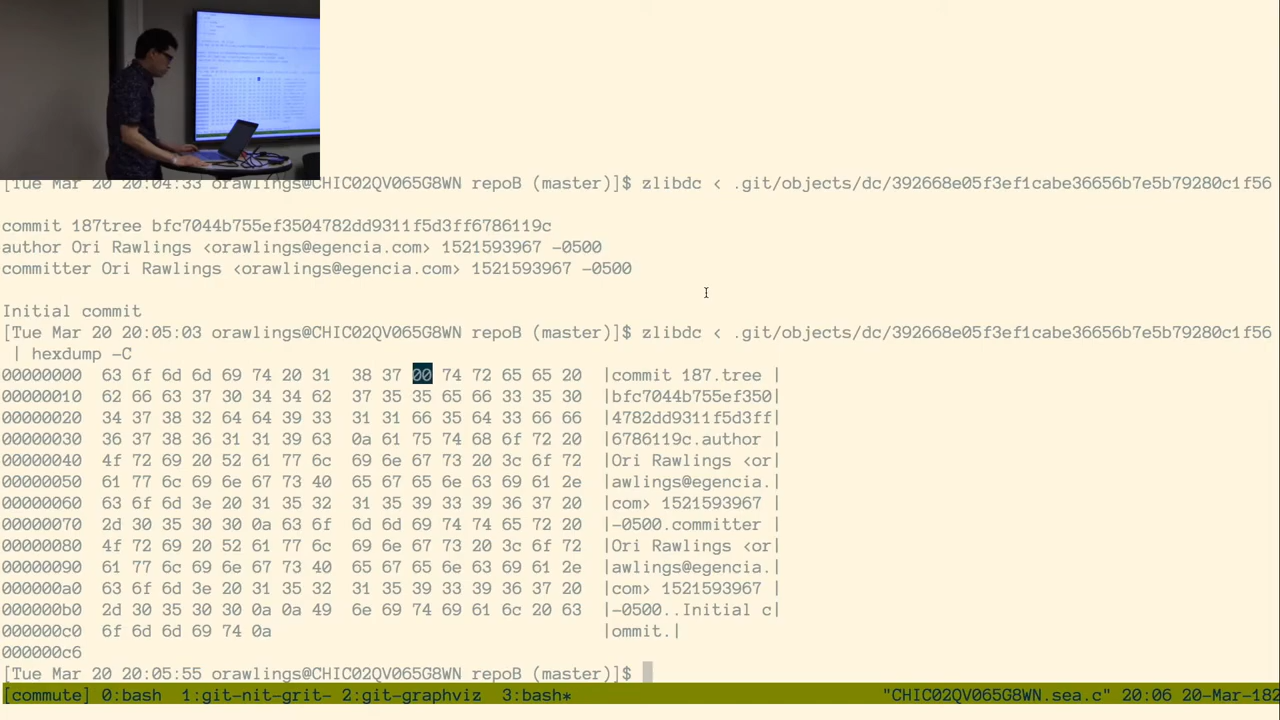 [Tue Mar 20 20:04:33 orawlings@CHIC02QV065G8WN repoB (master)]$ zlibdc < .git/objects/dc/392668e05f3ef1cabe36656b7e5b79280c1f56
commit 187tree bfc7044b755ef3504782dd9311f5d3ff6786119c
author Ori Rawlings <orawlings@egencia.com> 1521593967 -0500
committer Ori Rawlings <orawlings@egencia.com> 1521593967 -0500
Initial commit
[Tue Mar 20 20:05:03 orawlings@CHIC02QV065G8WN repoB (master)]$ zlibdc < .git/objects/dc/392668e05f3ef1cabe36656b7e5b79280c1f56
| hexdump -C
00000000 63 6f 6d 6d 69 74 20 31 38 37 00 74 72 65 65 20 |commit 187.tree |
00000010 62 66 63 37 30 34 34 62 37 35 35 65 66 33 35 30 |bfc7044b755ef350|
00000020 34 37 38 32 64 64 39 33 31 31 66 35 64 33 66 66 |4782dd9311f5d3ff|
00000030 36 37 38 36 31 31 39 63 0a 61 75 74 68 6f 72 20 |6786119c.author |
00000040 4f 72 69 20 52 61 77 6c 69 6e 67 73 20 3c 6f 72 |Ori Rawlings <or|
00000050 61 77 6c 69 6e 67 73 40 65 67 65 6e 63 69 61 2e |awlings@egencia.|
00000060 63 6f 6d 3e 20 31 35 32 31 35 39 33 39 36 37 20 |com> 1521593967 |
00000070 2d 30 35 30 30 0a 63 6f 6d 6d 69 74 74 65 72 20 |-0500.committer |
00000080 4f 72 69 20 52 61 77 6c 69 6e 67 73 20 3c 6f 72 |Ori Rawlings <or|
00000090 61 77 6c 69 6e 67 73 40 65 67 65 6e 63 69 61 2e |awlings@egencia.|
000000a0 63 6f 6d 3e 20 31 35 32 31 35 39 33 39 36 37 20 |com> 1521593967 |
000000b0 2d 30 35 30 30 0a 0a 49 6e 69 74 69 61 6c 20 63 |-0500..Initial c|
000000c0 6f 6d 6d 69 74 0a |ommit.|
000000c6
[Tue Mar 20 20:05:55 orawlings@CHIC02QV065G8WN repoB (master)]$
[commute] 0:bash 1:git-nit-grit- 2:git-graphviz 3:bash* "CHIC02QV065G8WN.sea.c" 20:06 20-Mar-182